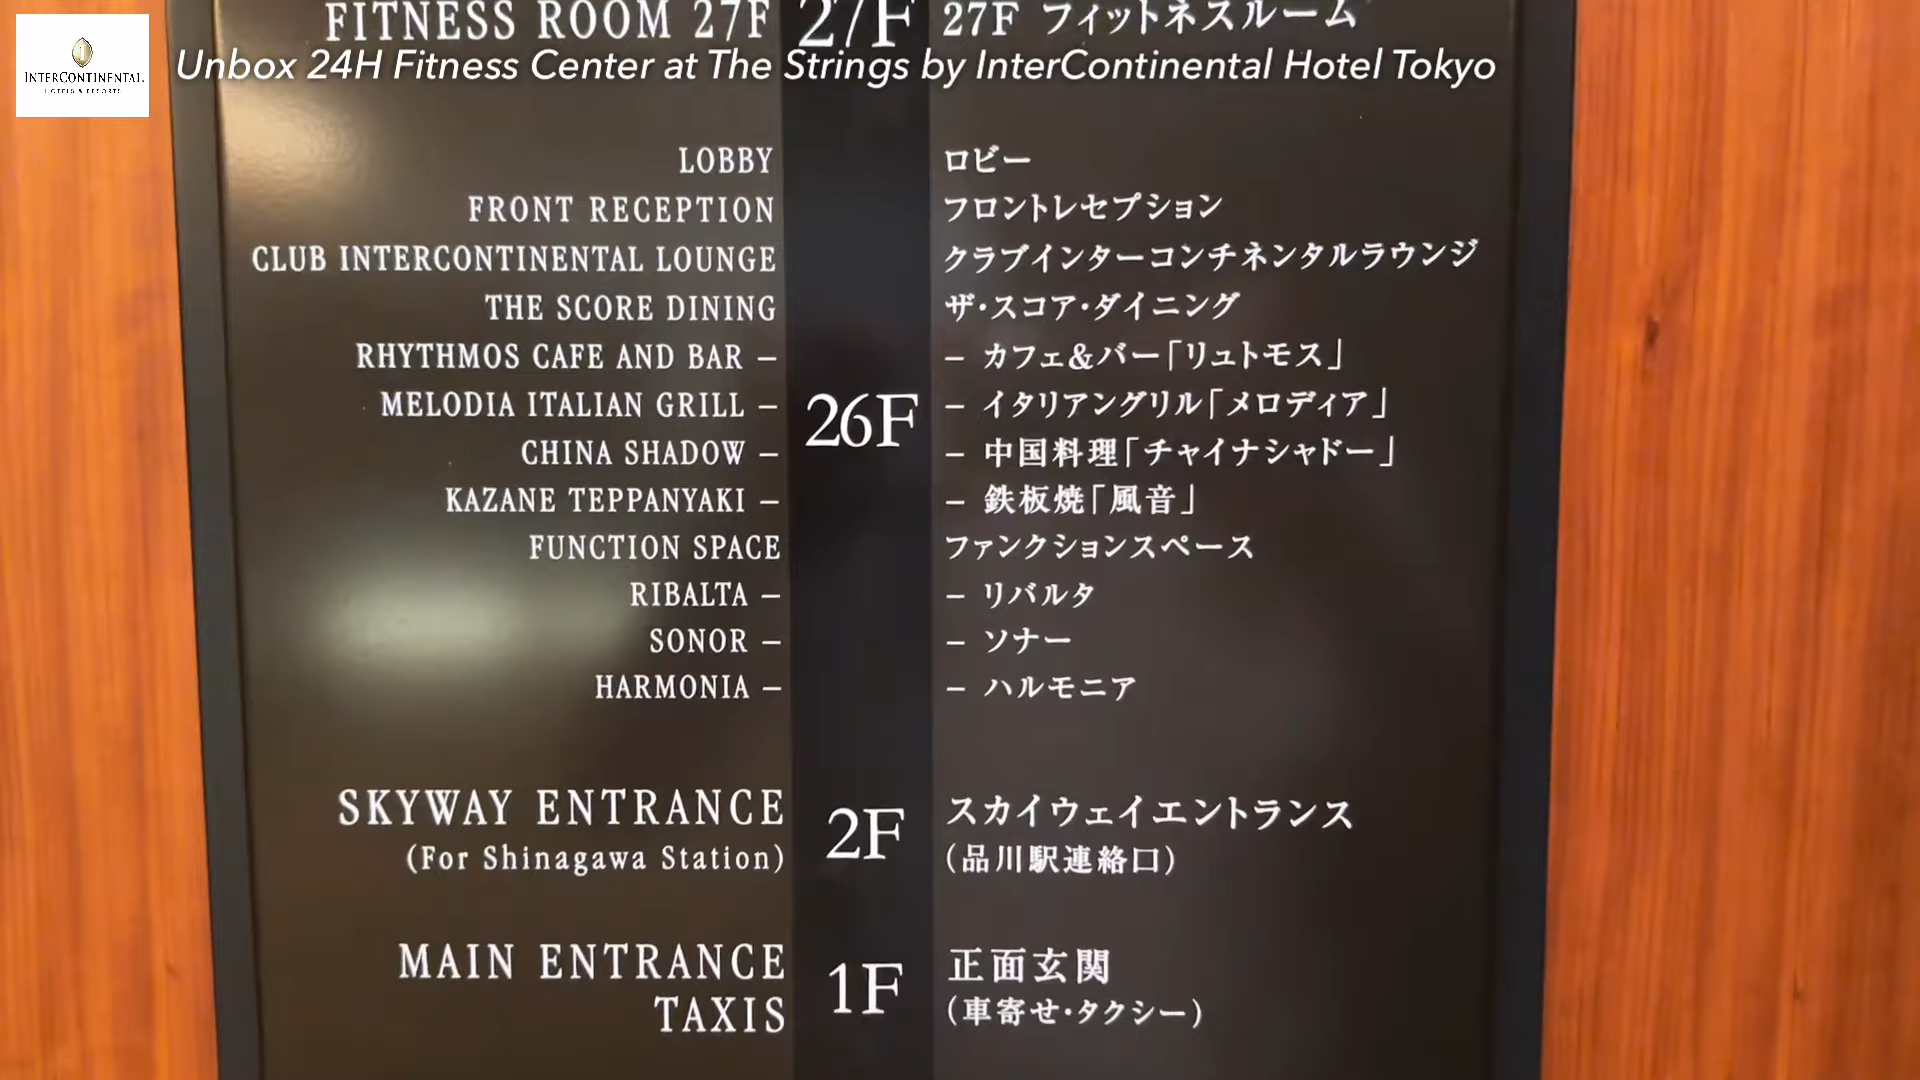 FITNESS ROOM 27F 27F 27F フィットネスルーム
INTERCONTINENTAL.
HOTELS & RESORTS
Unbox 24H Fitness Center at The Strings by InterContinental Hotel Tokyo
LOBBY ロビー
FRONT RECEPTION フロントレセプション
CLUB INTERCONTINENTAL LOUNGE クラブインターコンチネンタルラウンジ
THE SCORE DINING ザ・スコア・ダイニング
RHYTHMOS CAFE AND BAR – – カフェ&バー「リュトモス」
MELODIA ITALIAN GRILL – 26F – イタリアングリル「メロディア」
CHINA SHADOW – – 中国料理「チャイナシャドー」
KAZANE TEPPANYAKI – – 鉄板焼「風音」
FUNCTION SPACE ファンクションスペース
RIBALTA – – リバルタ
SONOR – – ソナー
HARMONIA – – ハルモニア
SKYWAY ENTRANCE 2F スカイウェイエントランス
(For Shinagawa Station) (品川駅連絡口)
MAIN ENTRANCE 1F 正面玄関
TAXIS (車寄せ・タクシー)